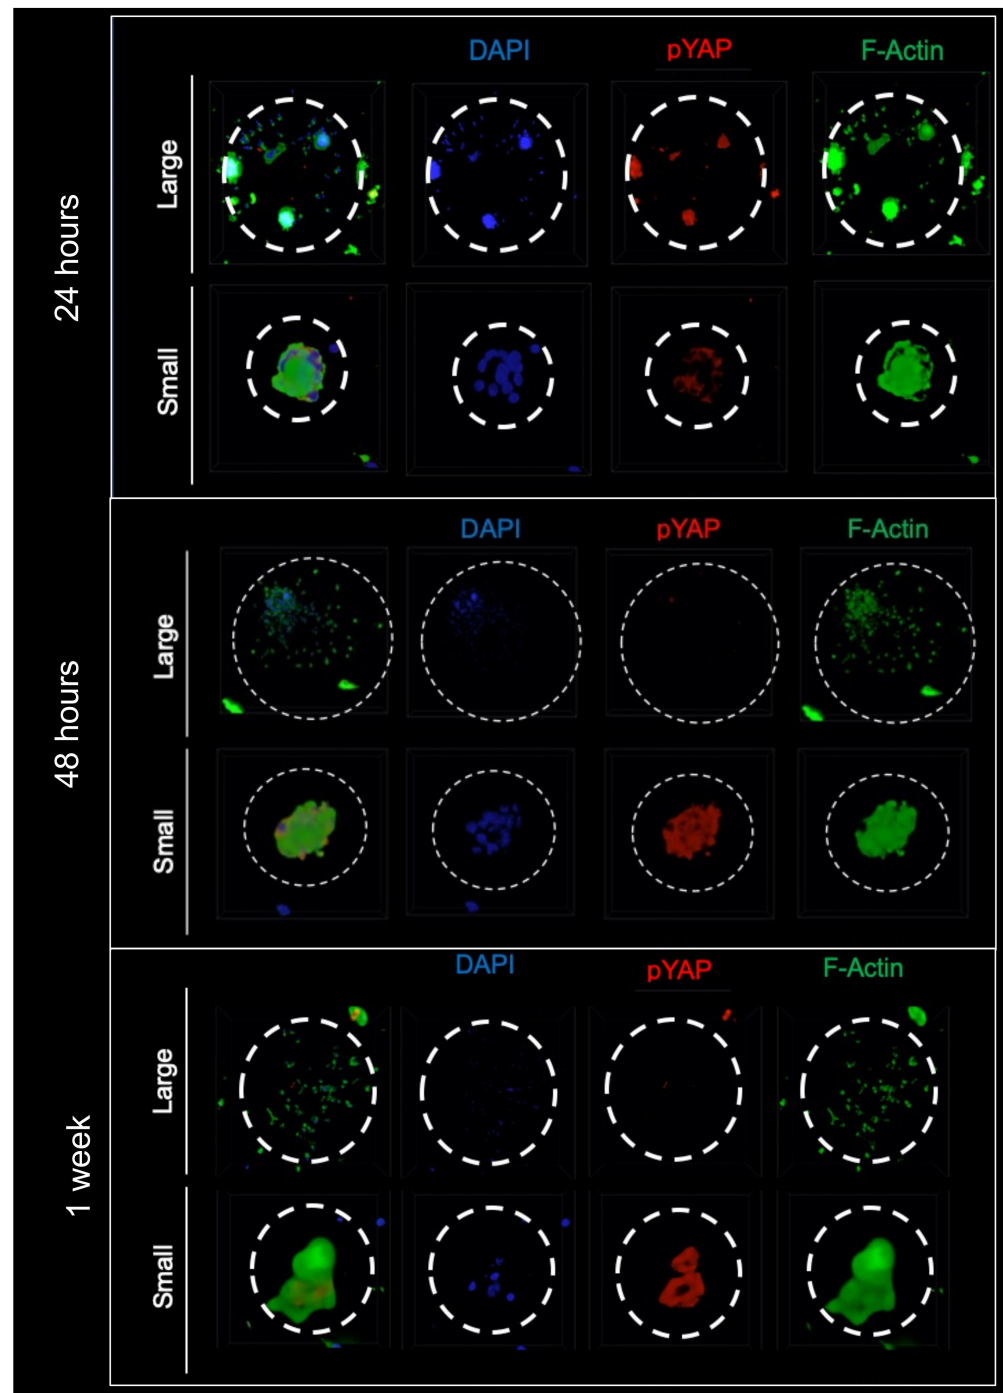 24 hours
DAPI pYAP F-Actin
Large
Small
48 hours
DAPI pYAP F-Actin
Large
Small
1 week
DAPI pYAP F-Actin
Large
Small